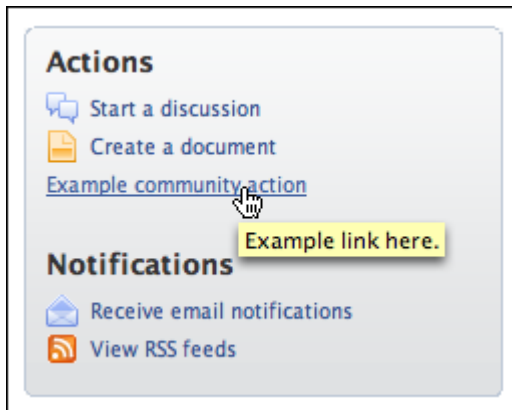 Actions
Start a discussion
Create a document
Example community action
Example link here.
Notifications
Receive email notifications
View RSS feeds